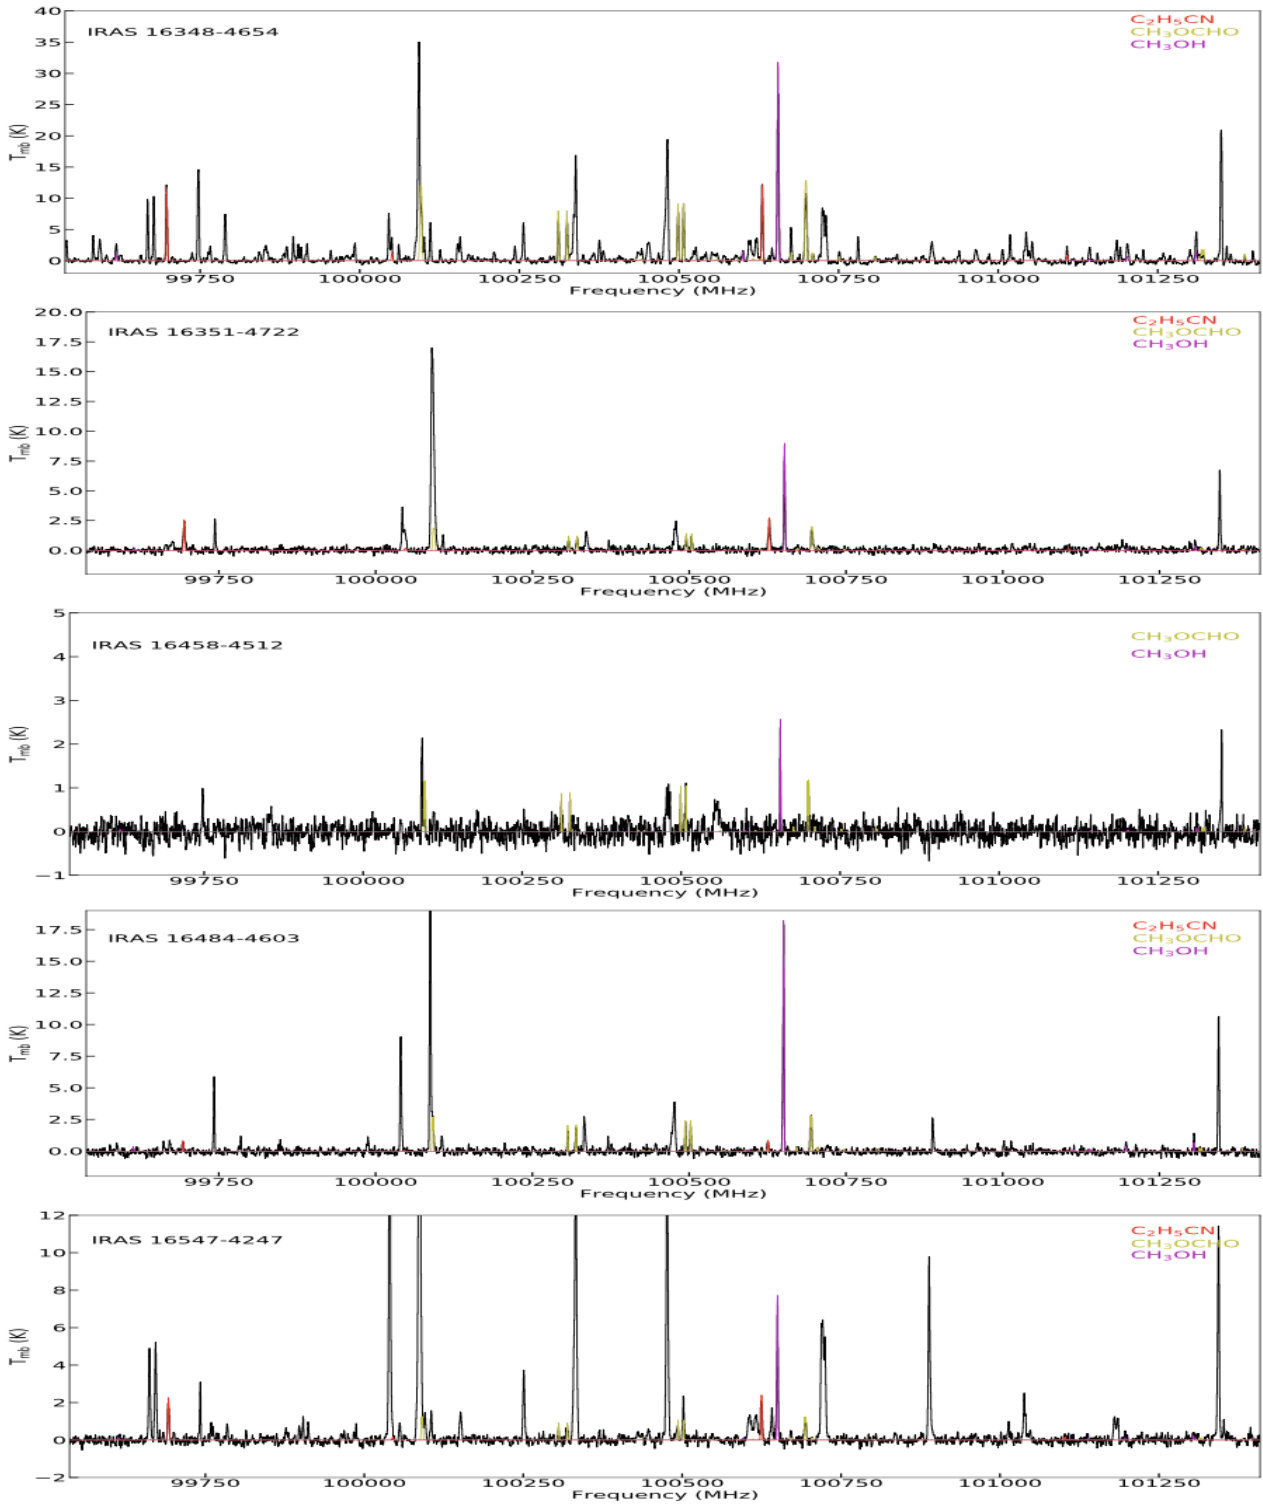 40
IRAS 16348-4654
C₂H₅CN
CH₃OCHO
CH₃OH
35
30
25
20
15
10
5
0
T_mb (K)
99750 100000 100250 100500 100750 101000 101250
Frequency (MHz)
20.0
IRAS 16351-4722
C₂H₅CN
CH₃OCHO
CH₃OH
17.5
15.0
12.5
10.0
7.5
5.0
2.5
0.0
T_mb (K)
99750 100000 100250 100500 100750 101000 101250
Frequency (MHz)
5
IRAS 16458-4512
CH₃OCHO
CH₃OH
4
3
2
1
0
−1
T_mb (K)
99750 100000 100250 100500 100750 101000 101250
Frequency (MHz)
IRAS 16484-4603
C₂H₅CN
CH₃OCHO
CH₃OH
17.5
15.0
12.5
10.0
7.5
5.0
2.5
0.0
T_mb (K)
99750 100000 100250 100500 100750 101000 101250
Frequency (MHz)
12
IRAS 16547-4247
C₂H₅CN
CH₃OCHO
CH₃OH
10
8
6
4
2
0
−2
T_mb (K)
99750 100000 100250 100500 100750 101000 101250
Frequency (MHz)